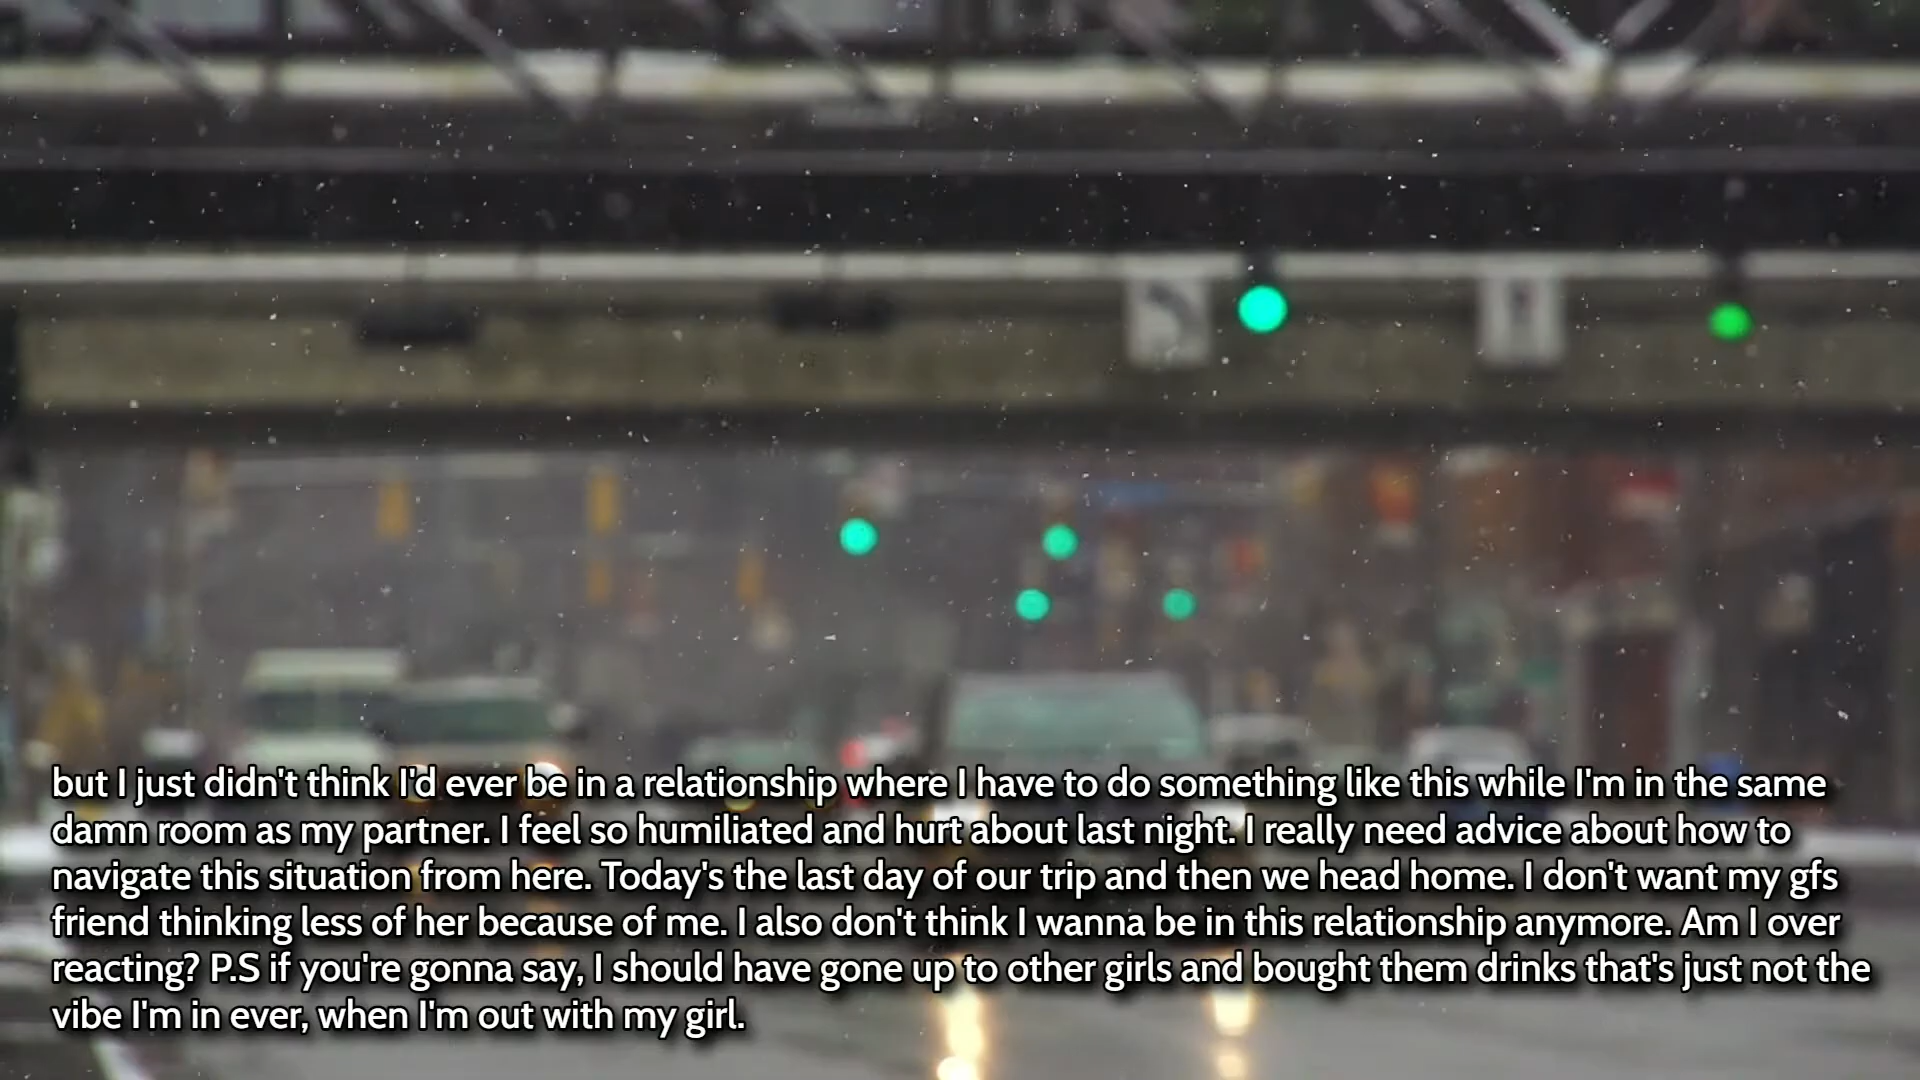 but I just didn't think I'd ever be in a relationship where I have to do something like this while I'm in the same
damn room as my partner. I feel so humiliated and hurt about last night. I really need advice about how to
navigate this situation from here. Today's the last day of our trip and then we head home. I don't want my gfs
friend thinking less of her because of me. I also don't think I wanna be in this relationship anymore. Am I over
reacting? P.S if you're gonna say, I should have gone up to other girls and bought them drinks that's just not the
vibe I'm in ever, when I'm out with my girl.